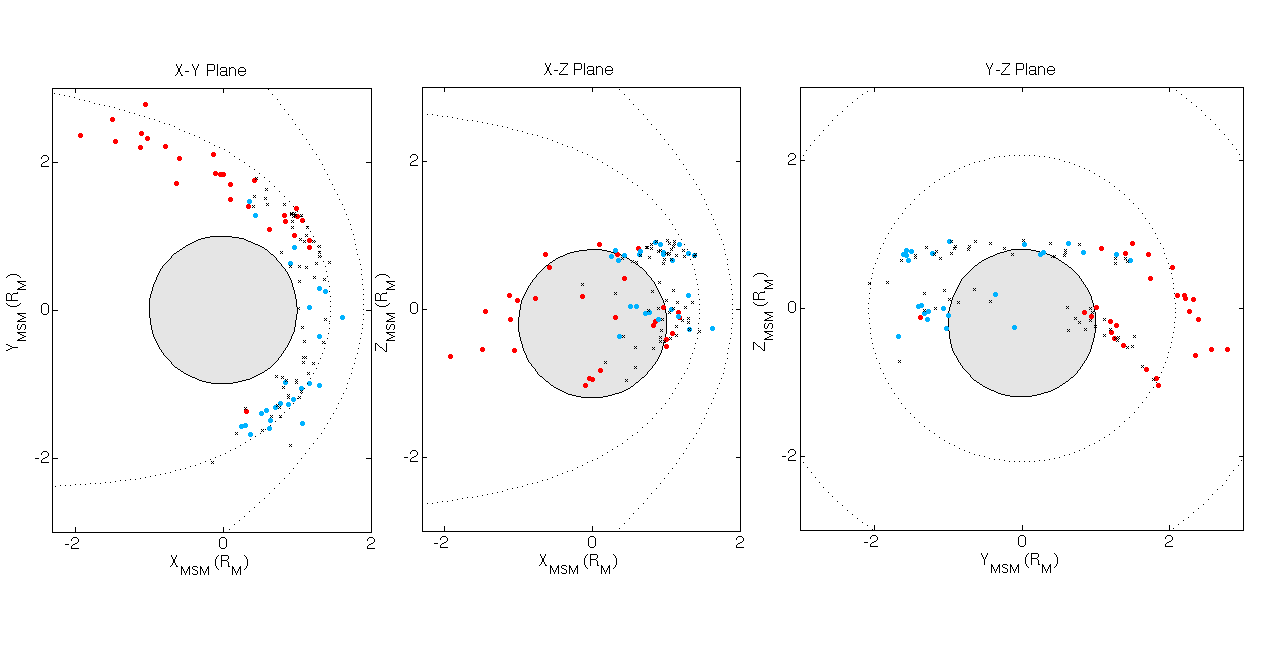 X-Y Plane
2
0
-2
Y_MSM (R_M)
-2 0 2
X_MSM (R_M)
X-Z Plane
2
0
-2
Z_MSM (R_M)
-2 0 2
X_MSM (R_M)
Y-Z Plane
2
0
-2
Z_MSM (R_M)
-2 0 2
Y_MSM (R_M)